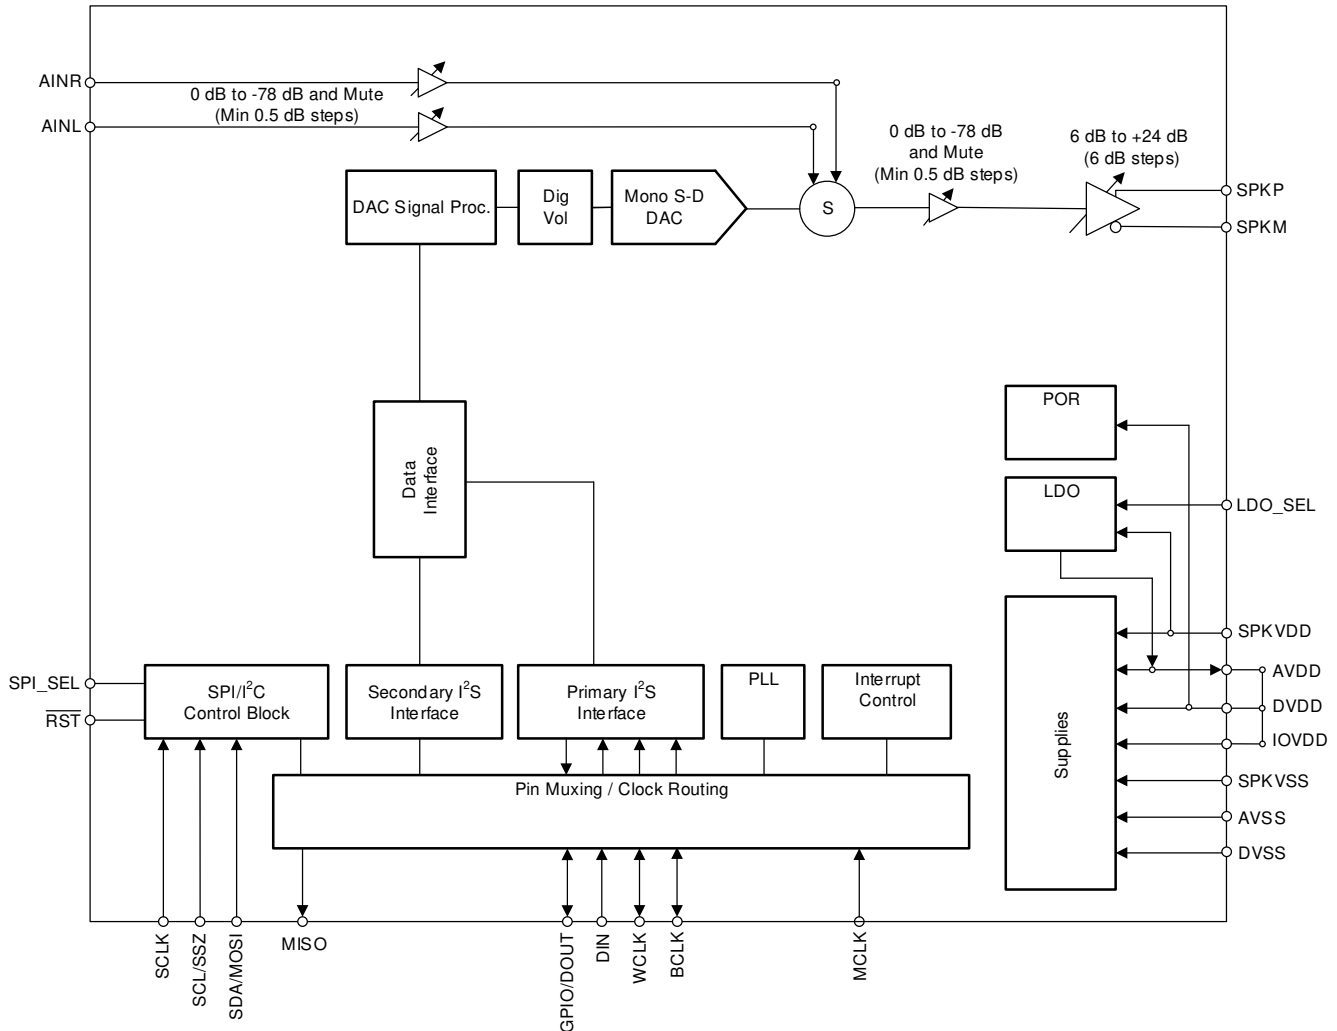 AINR
0 dB to -78 dB and Mute
(Min 0.5 dB steps)
AINL
0 dB to -78 dB
and Mute
(Min 0.5 dB steps)
6 dB to +24 dB
(6 dB steps)
SPKP
SPKM
DAC Signal Proc.
Dig
Vol
Mono S-D
DAC
S
Data
Interface
POR
LDO
LDO_SEL
SPKVDD
AVDD
DVDD
IOVDD
SPKVSS
AVSS
DVSS
Supplies
SPI_SEL
RST
SPI/I²C
Control Block
Secondary I²S
Interface
Primary I²S
Interface
PLL
Interrupt
Control
Pin Muxing / Clock Routing
SCLK
SCL/SSZ
SDA/MOSI
MISO
GPIO/DOUT
DIN
WCLK
BCLK
MCLK